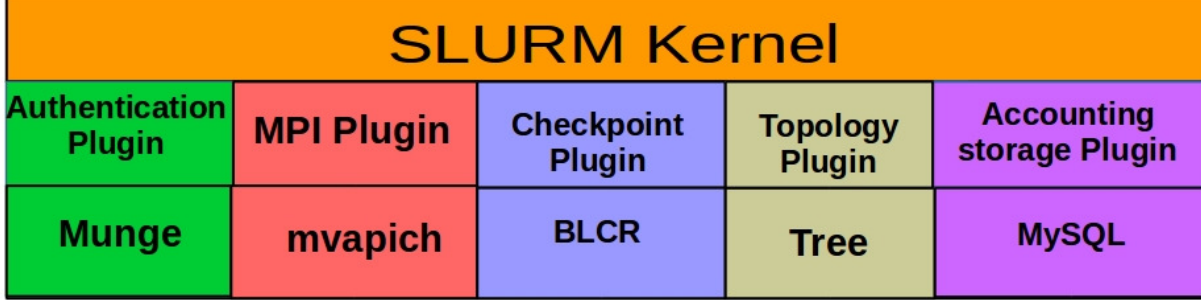 SLURM Kernel
Authentication
Plugin
MPI Plugin
Checkpoint
Plugin
Topology
Plugin
Accounting
storage Plugin
Munge
mvapich
BLCR
Tree
MySQL